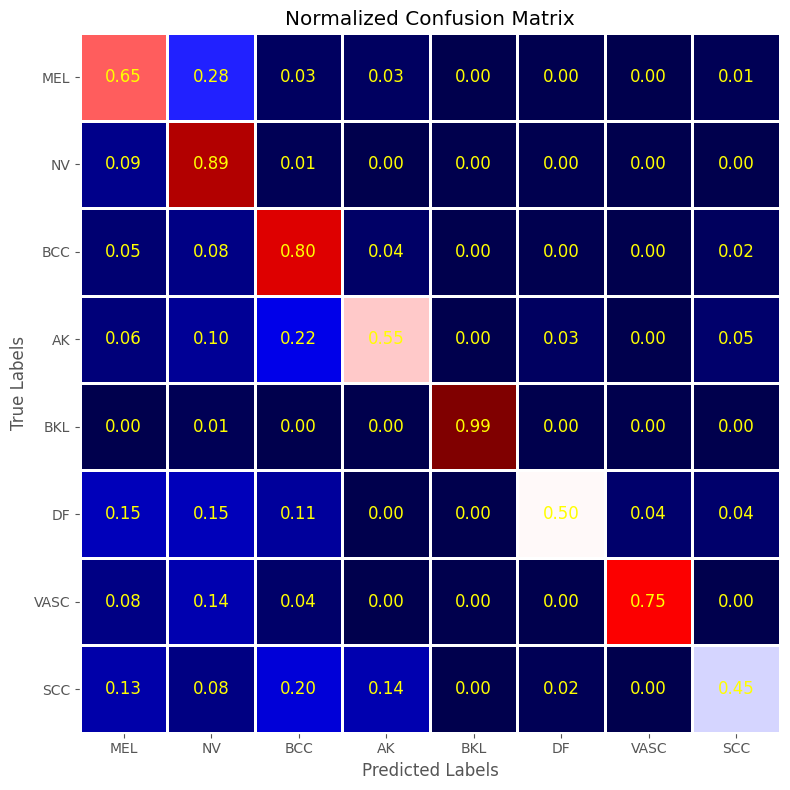 Normalized Confusion Matrix
MEL 0.65 0.28 0.03 0.03 0.00 0.00 0.00 0.01
NV 0.09 0.89 0.01 0.00 0.00 0.00 0.00 0.00
BCC 0.05 0.08 0.80 0.04 0.00 0.00 0.00 0.02
AK 0.06 0.10 0.22 0.55 0.00 0.03 0.00 0.05
BKL 0.00 0.01 0.00 0.00 0.99 0.00 0.00 0.00
DF 0.15 0.15 0.11 0.00 0.00 0.50 0.04 0.04
VASC 0.08 0.14 0.04 0.00 0.00 0.00 0.75 0.00
SCC 0.13 0.08 0.20 0.14 0.00 0.02 0.00 0.45
True Labels
MEL NV BCC AK BKL DF VASC SCC
Predicted Labels